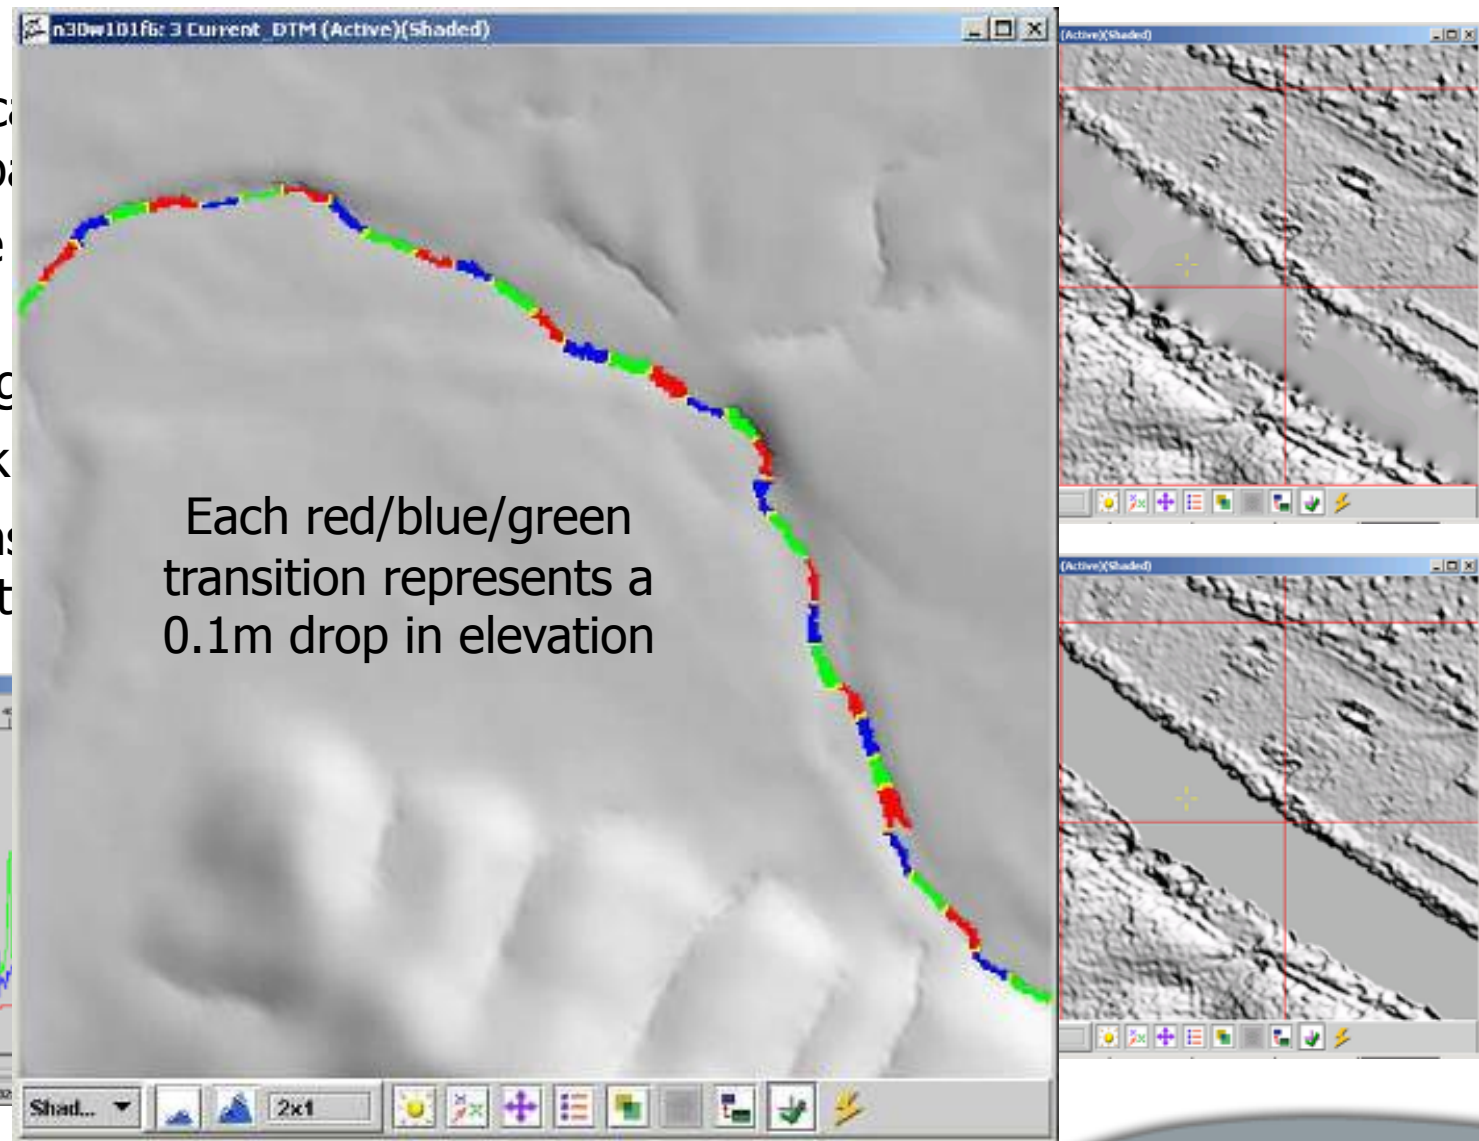 n30w101f6: 3 Current_DTM (Active)(Shaded)
(Active)(Shaded)
Each red/blue/green
transition represents a
0.1m drop in elevation
(Active)(Shaded)
Shad... 2x1